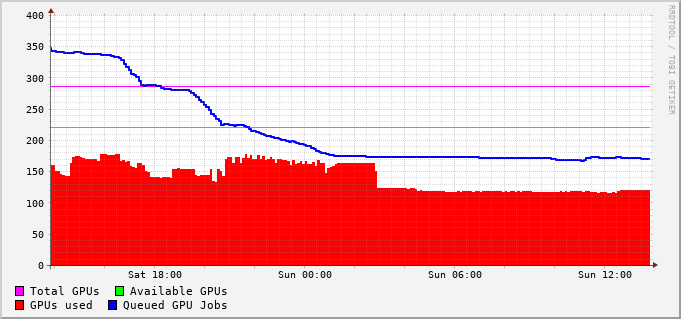 400
350
300
250
200
150
100
50
0
Sat 18:00 Sun 00:00 Sun 06:00 Sun 12:00
Total GPUs Available GPUs
GPUs used Queued GPU Jobs
RRDTOOL / TOBI OETIKER